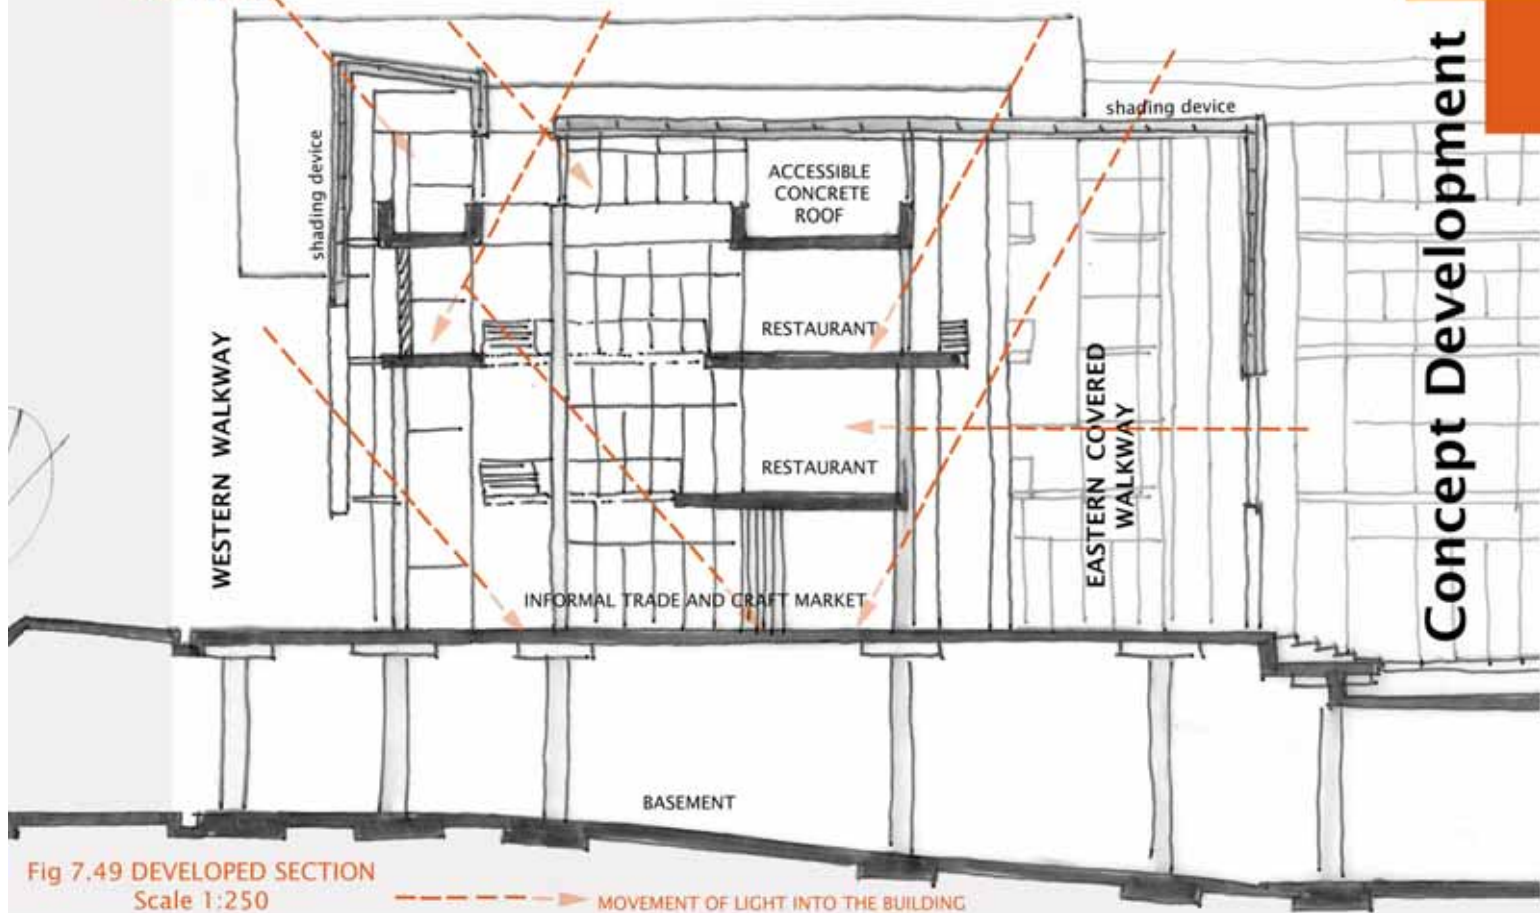 shading device
shading device
ACCESSIBLE
CONCRETE
ROOF
RESTAURANT
RESTAURANT
WESTERN WALKWAY
EASTERN COVERED
WALKWAY
INFORMAL TRADE AND CRAFT MARKET
BASEMENT
Concept Development
Fig 7.49 DEVELOPED SECTION
Scale 1:250
MOVEMENT OF LIGHT INTO THE BUILDING